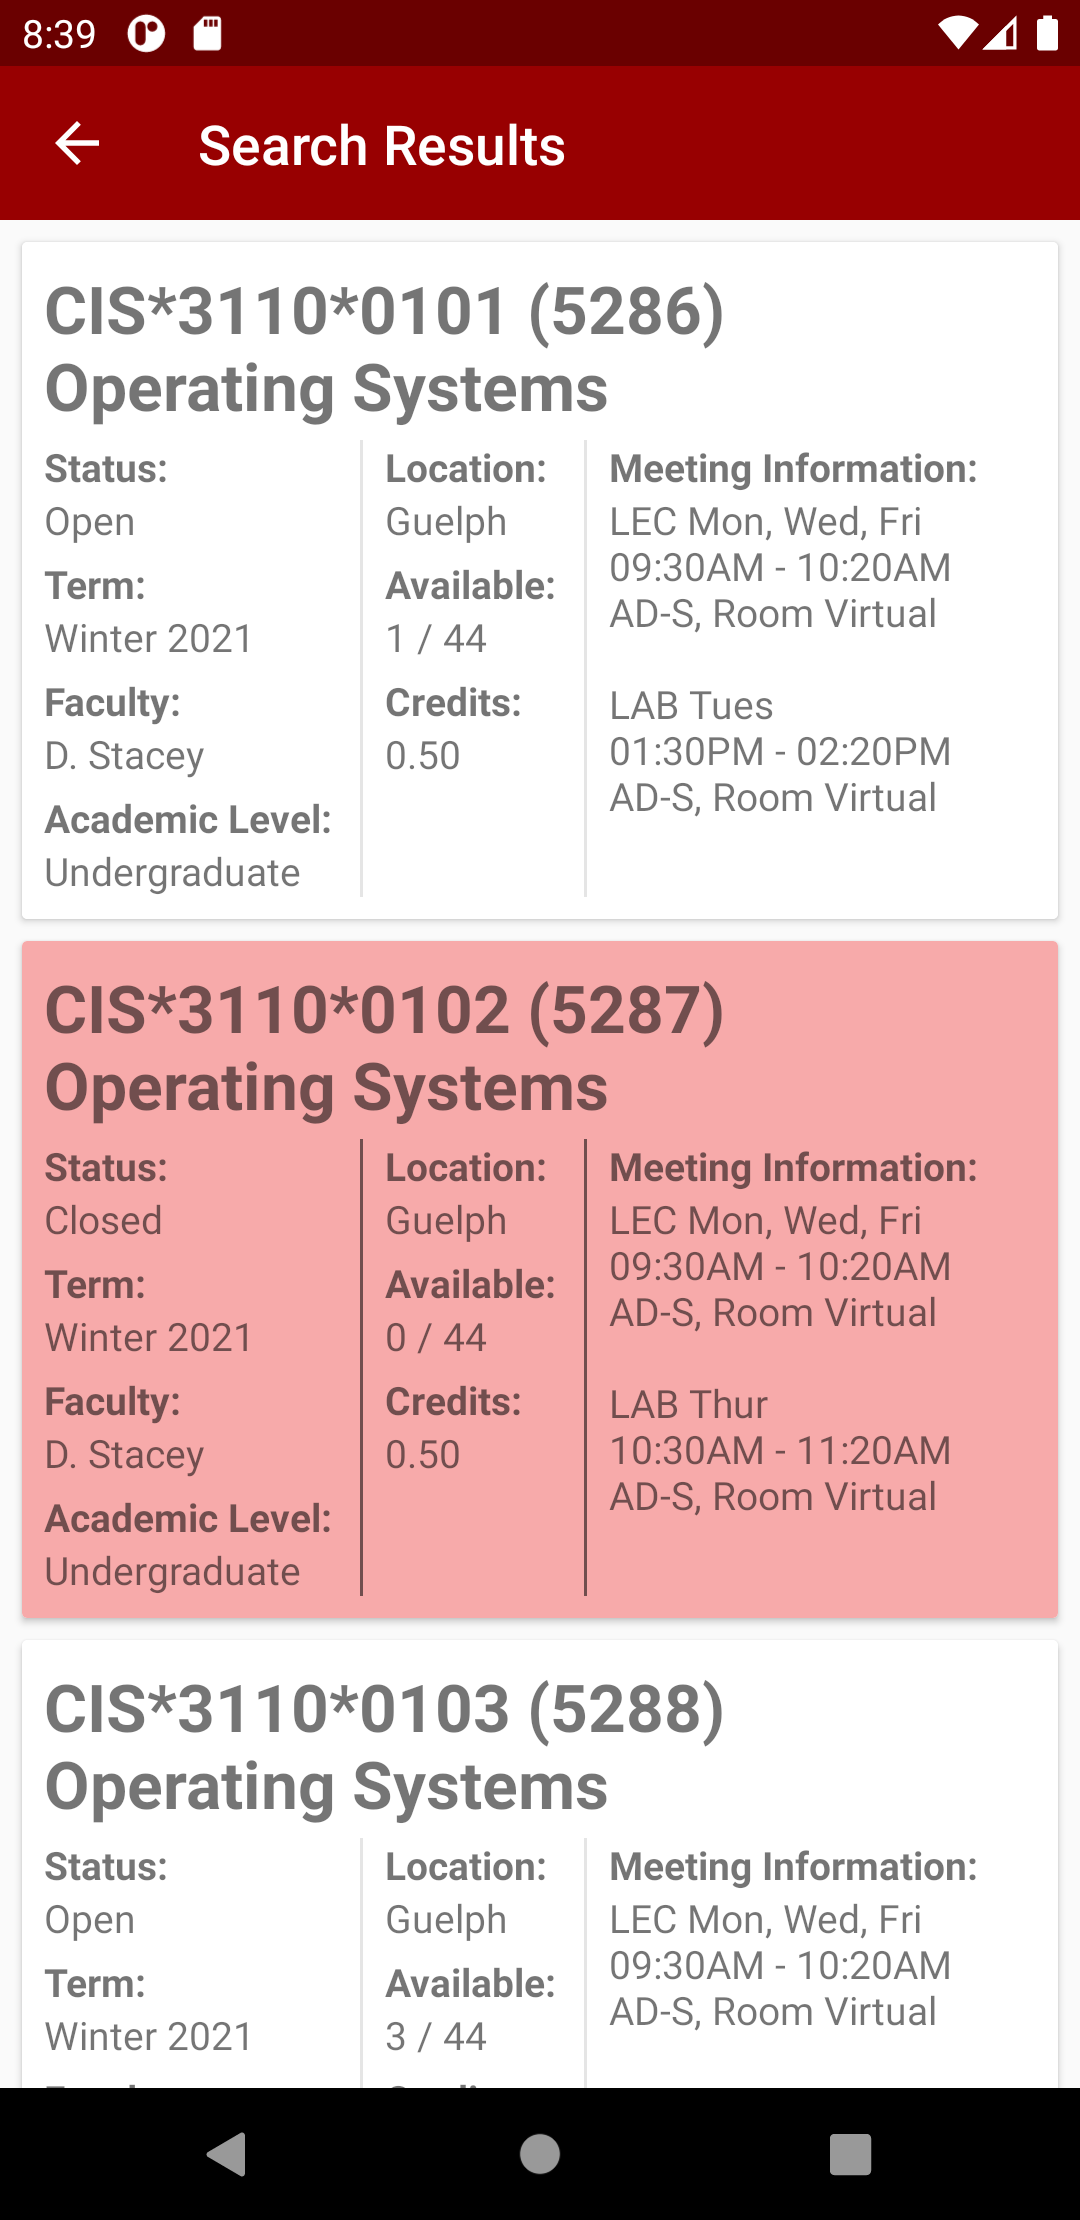 8:39
Search Results
CIS*3110*0101 (5286)
Operating Systems
Status:
Open
Term:
Winter 2021
Faculty:
D. Stacey
Academic Level:
Undergraduate
Location:
Guelph
Available:
1 / 44
Credits:
0.50
Meeting Information:
LEC Mon, Wed, Fri
09:30AM - 10:20AM
AD-S, Room Virtual
LAB Tues
01:30PM - 02:20PM
AD-S, Room Virtual
CIS*3110*0102 (5287)
Operating Systems
Status:
Closed
Term:
Winter 2021
Faculty:
D. Stacey
Academic Level:
Undergraduate
Location:
Guelph
Available:
0 / 44
Credits:
0.50
Meeting Information:
LEC Mon, Wed, Fri
09:30AM - 10:20AM
AD-S, Room Virtual
LAB Thur
10:30AM - 11:20AM
AD-S, Room Virtual
CIS*3110*0103 (5288)
Operating Systems
Status:
Open
Term:
Winter 2021
Location:
Guelph
Available:
3 / 44
Meeting Information:
LEC Mon, Wed, Fri
09:30AM - 10:20AM
AD-S, Room Virtual